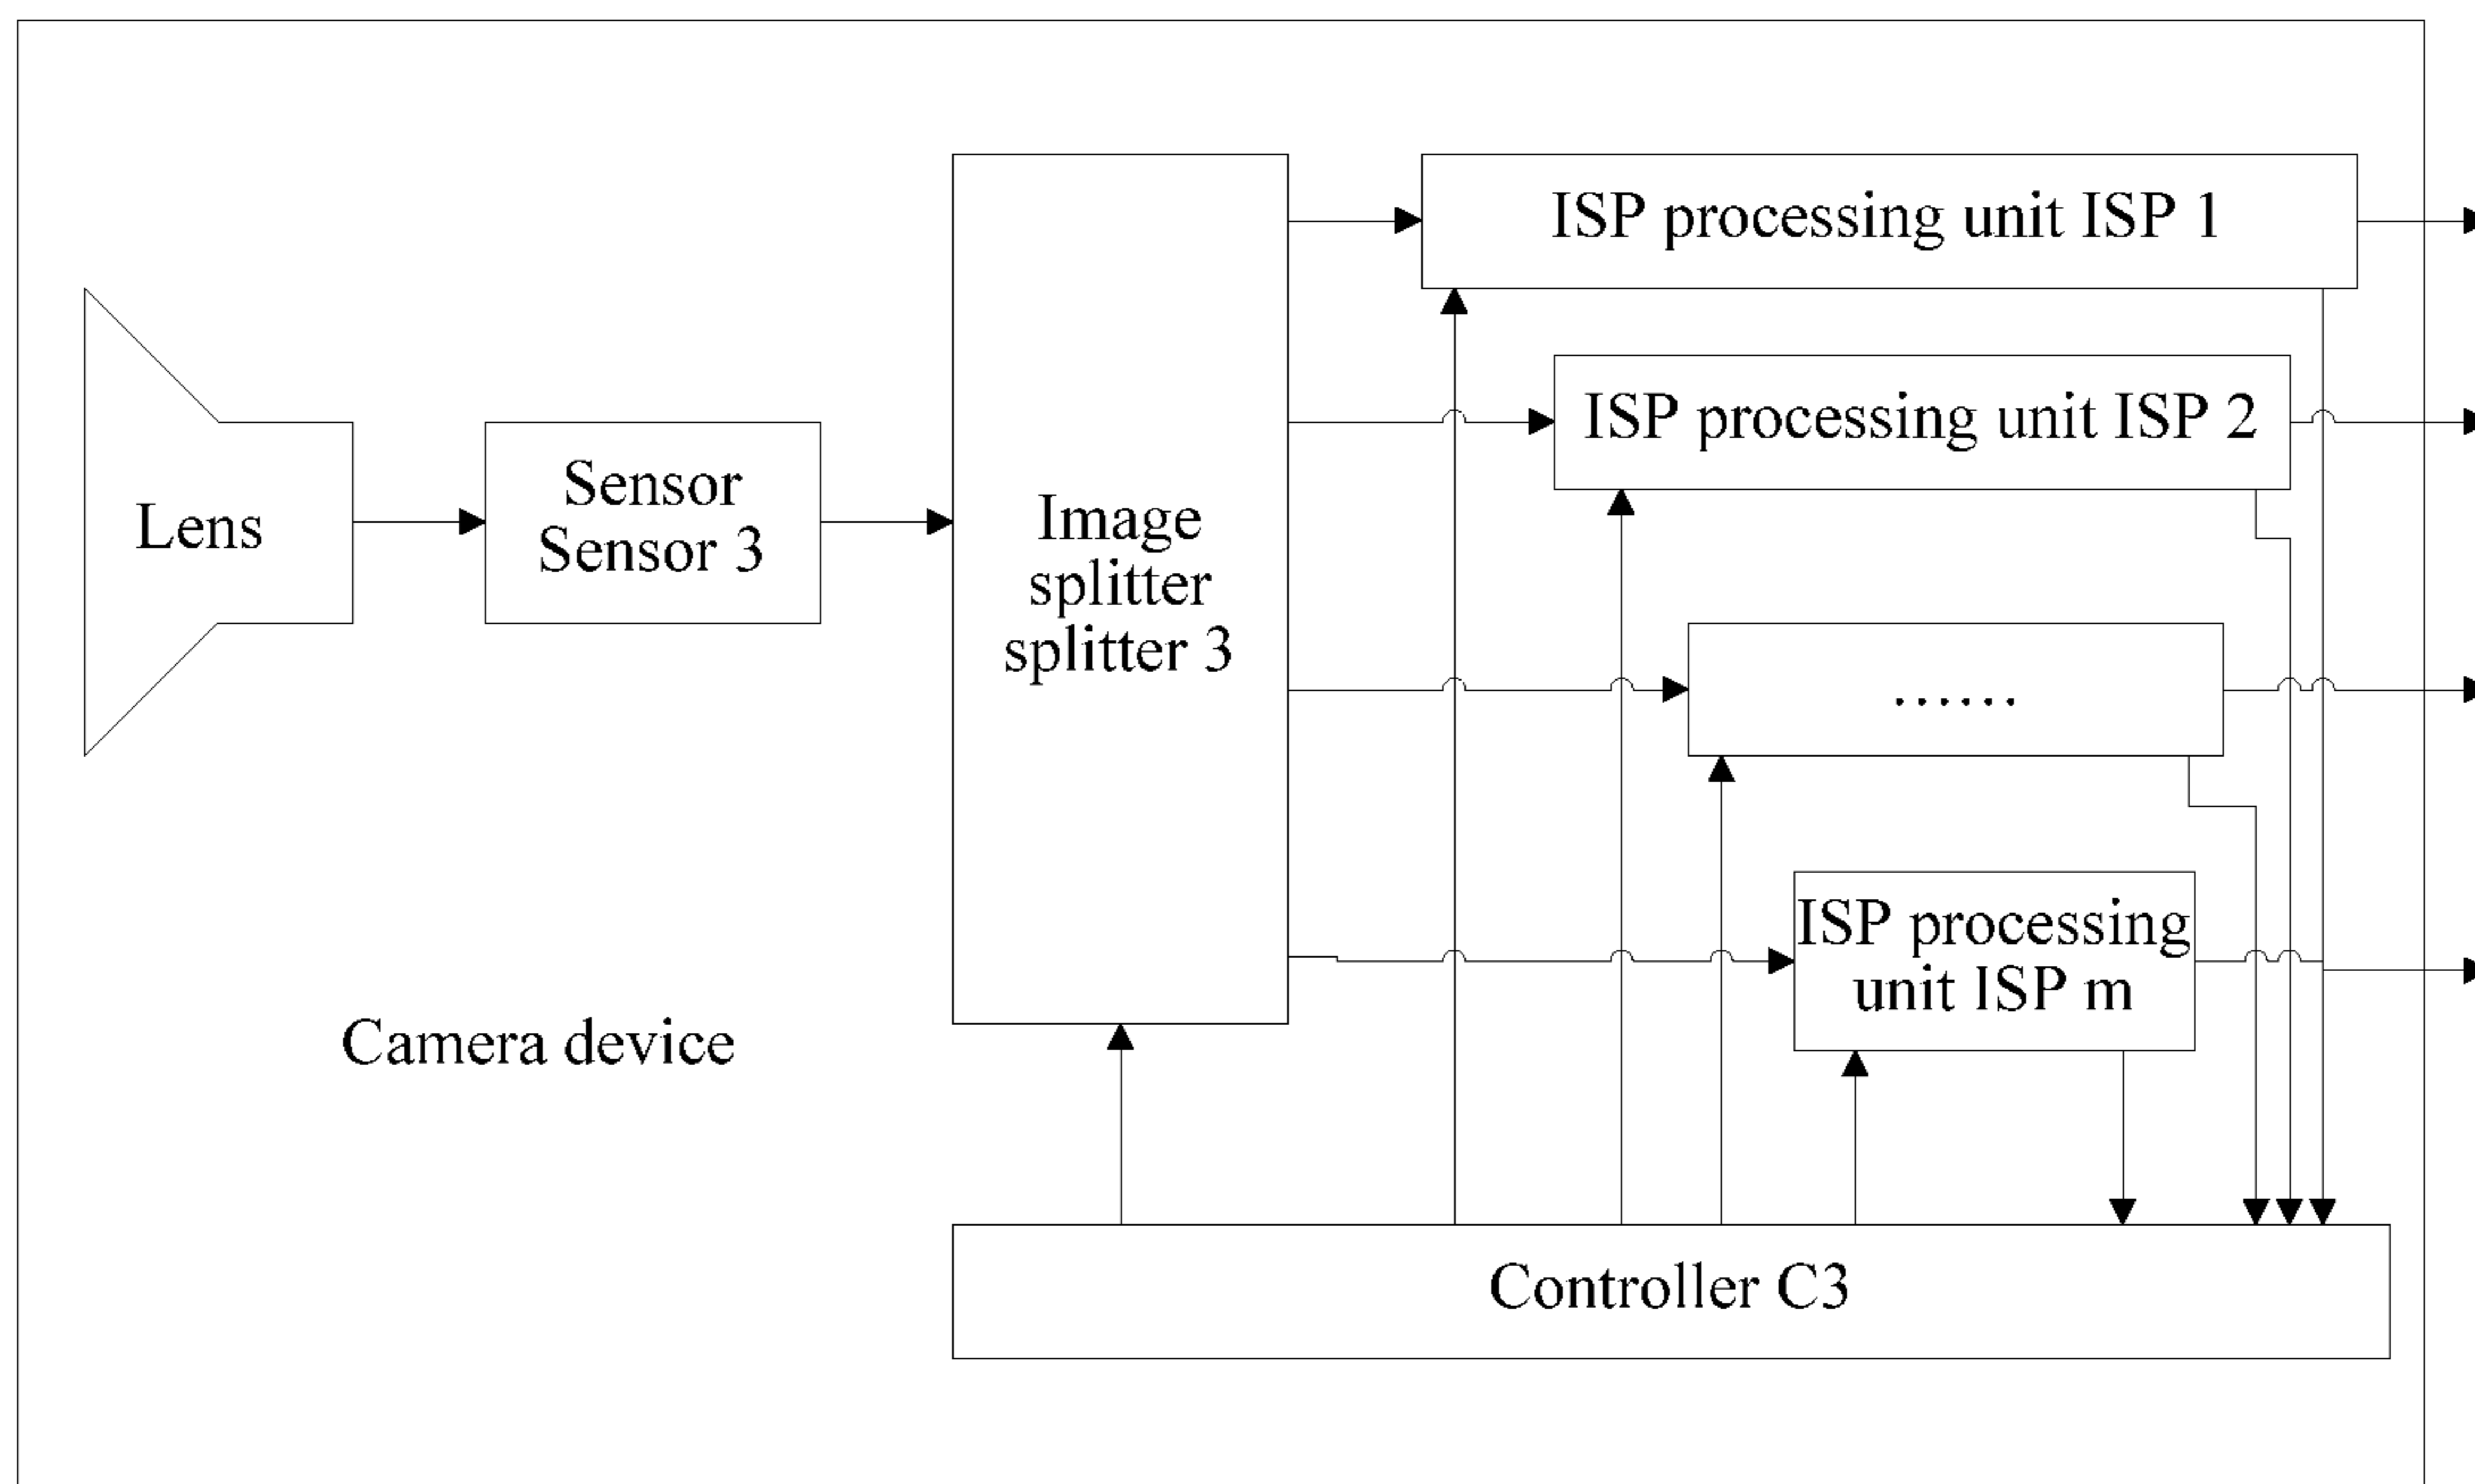 Lens
Sensor
Sensor 3
Image
splitter
splitter 3
ISP processing unit ISP 1
ISP processing unit ISP 2
......
ISP processing
unit ISP m
Camera device
Controller C3